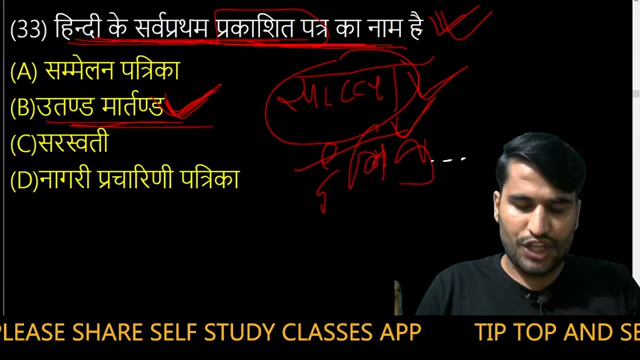 (33) हिन्दी के सर्वप्रथम प्रकाशित पत्र का नाम है
(A) सम्मेलन पत्रिका
(B)उतण्ड मार्तण्ड
(C)सरस्वती
(D)नागरी प्रचारिणी पत्रिका
PLEASE SHARE SELF STUDY CLASSES APP TIP TOP AND SE